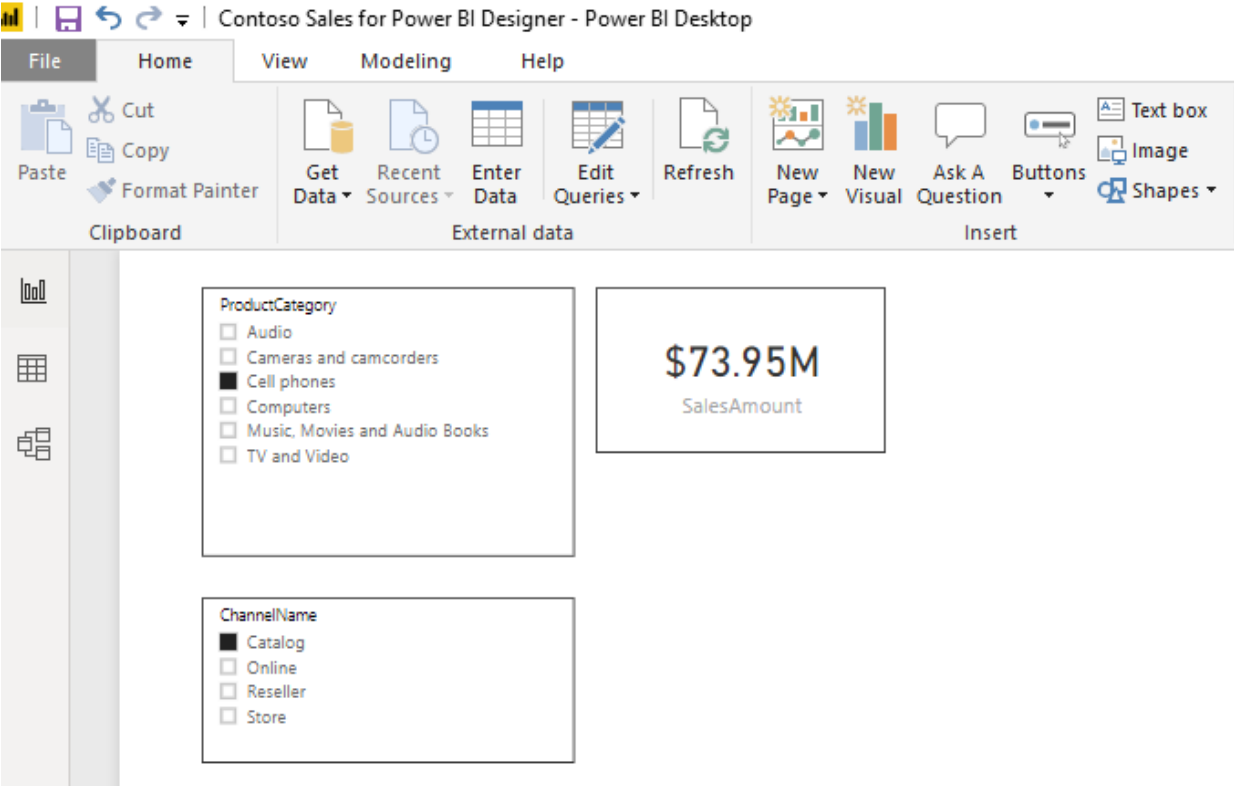 Contoso Sales for Power BI Designer - Power BI Desktop
File Home View Modeling Help
Paste
Cut
Copy
Format Painter
Clipboard
Get Data
Recent Sources
Enter Data
Edit Queries
Refresh
External data
New Page
New Visual
Ask A Question
Buttons
Text box
Image
Shapes
Insert
ProductCategory
Audio
Cameras and camcorders
Cell phones
Computers
Music, Movies and Audio Books
TV and Video
$73.95M
SalesAmount
ChannelName
Catalog
Online
Reseller
Store